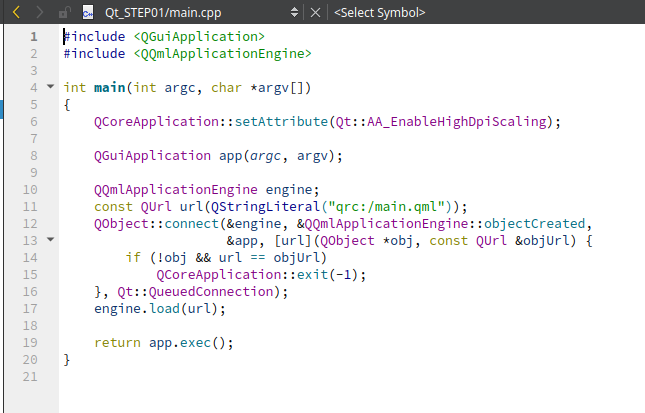 Qt_STEP01/main.cpp <Select Symbol>
1 #include <QGuiApplication>
2 #include <QQmlApplicationEngine>
3
4 int main(int argc, char *argv[])
5 {
6     QCoreApplication::setAttribute(Qt::AA_EnableHighDpiScaling);
7
8     QGuiApplication app(argc, argv);
9
10     QQmlApplicationEngine engine;
11     const QUrl url(QStringLiteral("qrc:/main.qml"));
12     QObject::connect(&engine, &QQmlApplicationEngine::objectCreated,
13                      &app, [url](QObject *obj, const QUrl &objUrl) {
14         if (!obj && url == objUrl)
15             QCoreApplication::exit(-1);
16     }, Qt::QueuedConnection);
17     engine.load(url);
18
19     return app.exec();
20 }
21